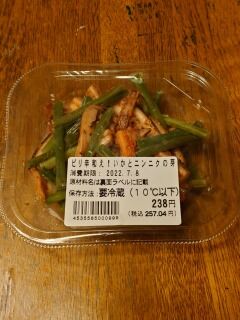 ピリ辛和え!いかとニンニクの芽
消費期限: 2022.7.8
原材料名は裏面ラベルに記載
保存方法:要冷蔵(10℃以下)
238円
(税込 257.04円)
4535585000999